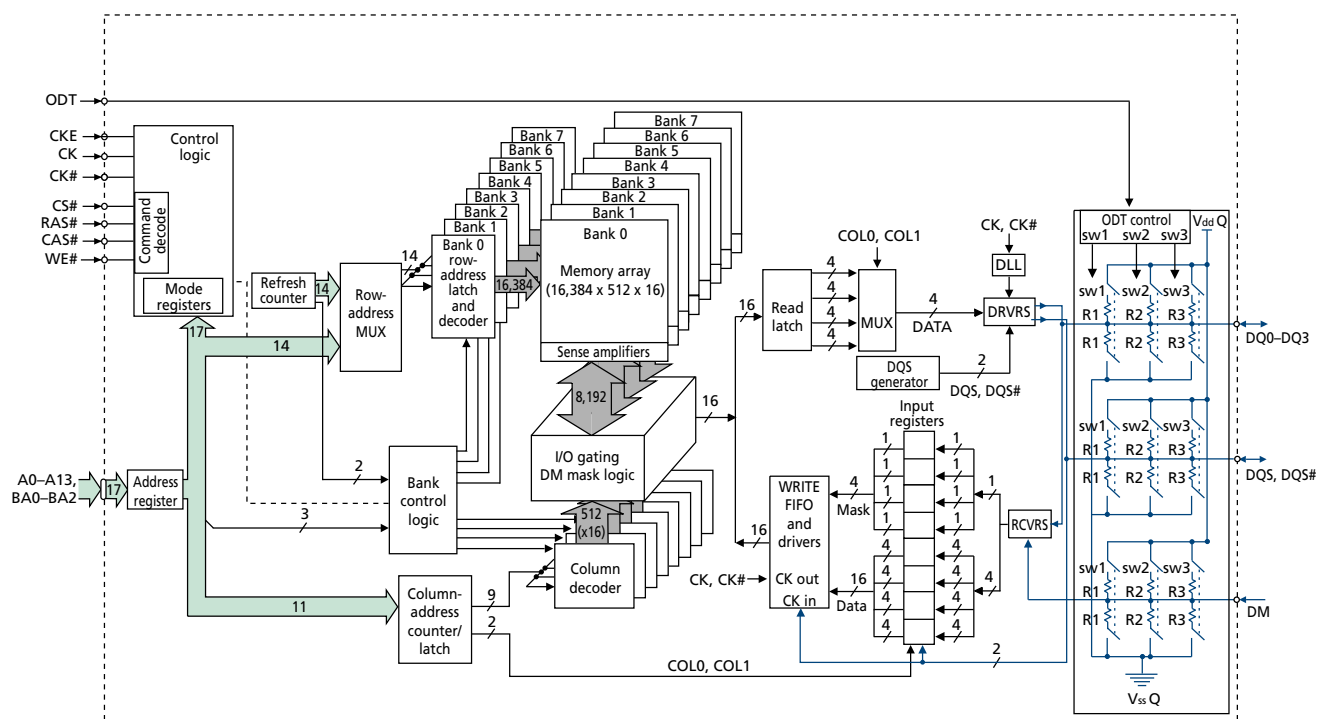 ODT
CKE
CK
CK#
CS#
RAS#
CAS#
WE#
Control
logic
Command
decode
Mode
registers
Refresh
counter
14
Row-
address
MUX
14
17
14
A0–A13,
BA0–BA2
17
Address
register
2
3
Bank
control
logic
11
Column-
address
counter/
latch
9
2
COL0, COL1
Bank 7
Bank 6
Bank 5
Bank 4
Bank 3
Bank 2
Bank 1
Bank 0
row-
address
latch
and
decoder
16,384
Bank 7
Bank 6
Bank 5
Bank 4
Bank 3
Bank 2
Bank 1
Bank 0
Memory array
(16,384 x 512 x 16)
Sense amplifiers
8,192
I/O gating
DM mask logic
512
(x16)
Column
decoder
16
16
16
Read
latch
4
4
4
4
COL0, COL1
MUX
4
DATA
CK, CK#
DLL
DRVRS
DQS
generator
2
DQS, DQS#
Input
registers
1
1
1
1
4
4
4
4
1
1
1
1
4
4
4
4
1
4
RCVRS
WRITE
FIFO
and
drivers
CK out
CK in
4
Mask
16
Data
CK, CK#
2
ODT control
VddQ
sw1
sw2
sw3
sw1
sw2
sw3
R1
R2
R3
R1
R2
R3
DQ0–DQ3
sw1
sw2
sw3
R1
R2
R3
R1
R2
R3
DQS, DQS#
sw1
sw2
sw3
R1
R2
R3
R1
R2
R3
DM
VssQ